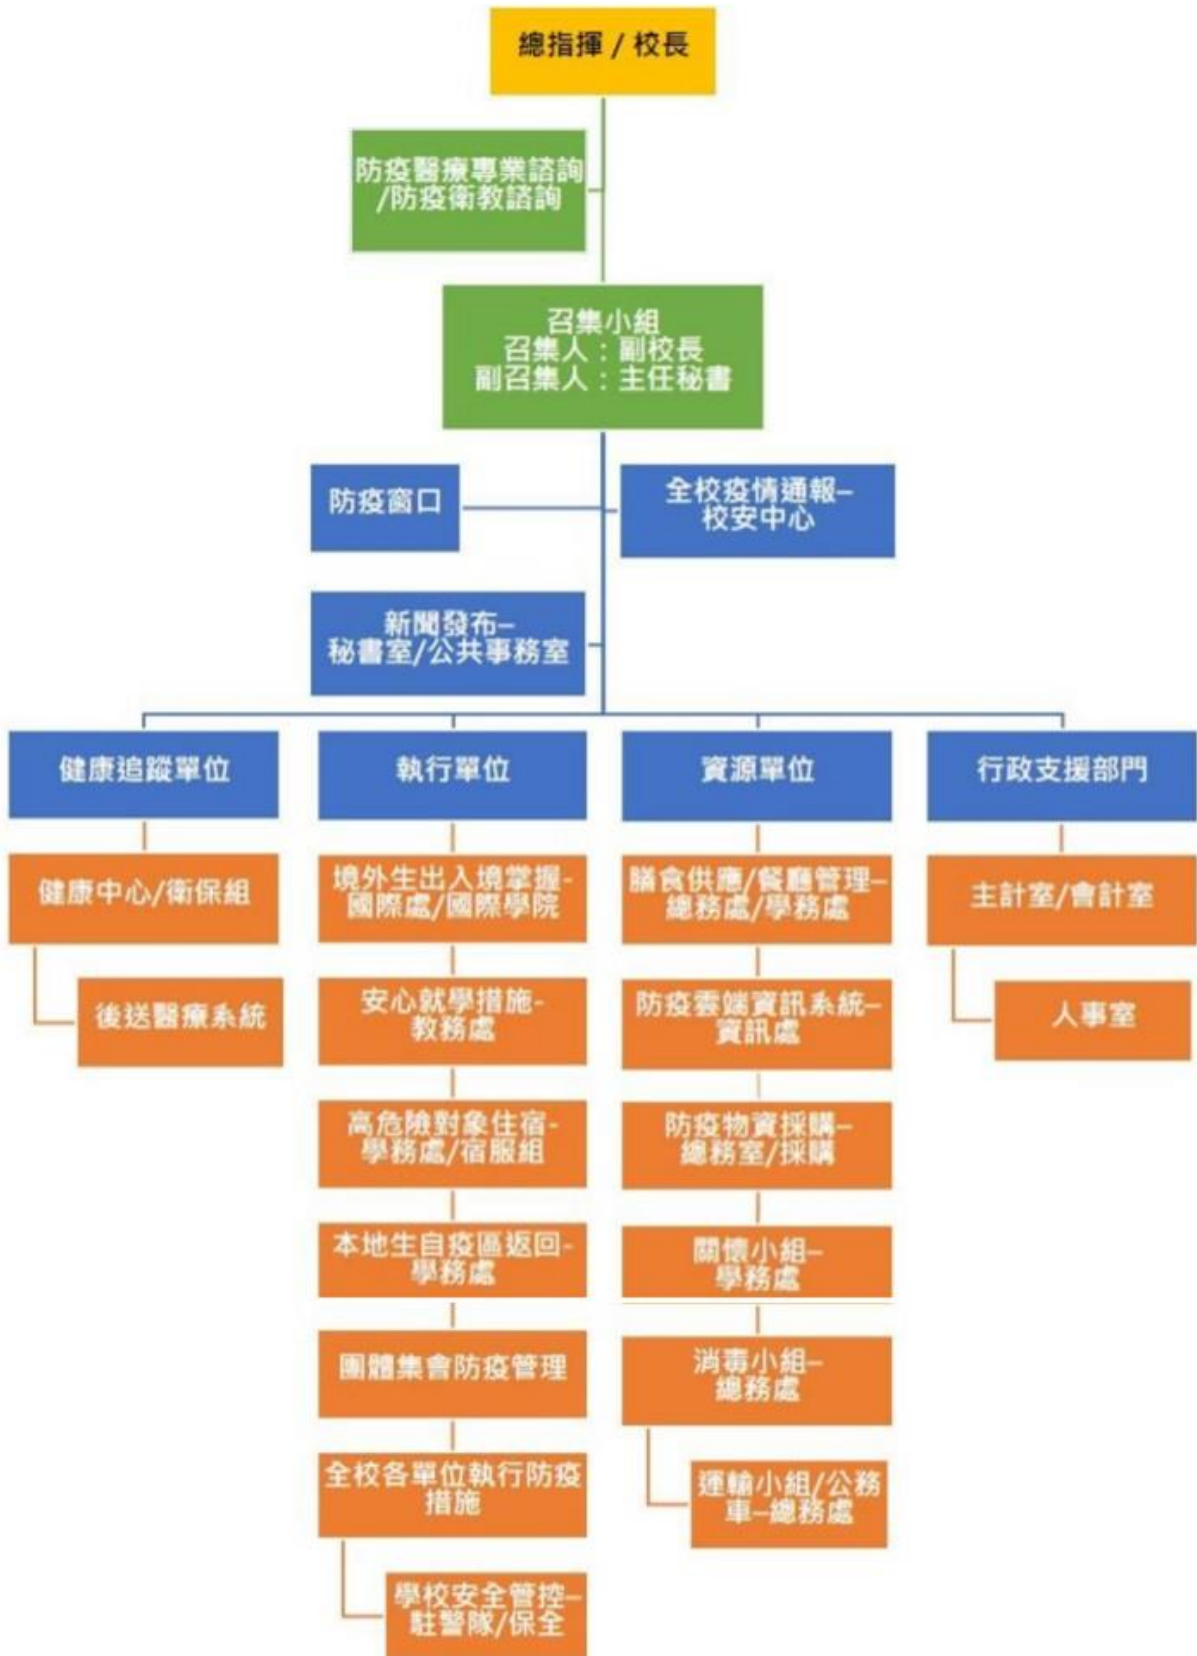 總指揮 / 校長
防疫醫療專業諮詢
/防疫衛教諮詢
召集小組
召集人：副校長
副召集人：主任秘書
防疫窗口
全校疫情通報–
校安中心
新聞發布–
秘書室/公共事務室
健康追蹤單位
執行單位
資源單位
行政支援部門
健康中心/衛保組
後送醫療系統
境外生出入境掌握-
國際處/國際學院
安心就學措施-
教務處
高危險對象住宿-
學務處/宿服組
本地生自疫區返回-
學務處
團體集會防疫管理
全校各單位執行防疫
措施
學校安全管控–
駐警隊/保全
膳食供應/餐廳管理–
總務處/學務處
防疫雲端資訊系統–
資訊處
防疫物資採購–
總務室/採購
關懷小組–
學務處
消毒小組–
總務處
運輸小組/公務
車–總務處
主計室/會計室
人事室